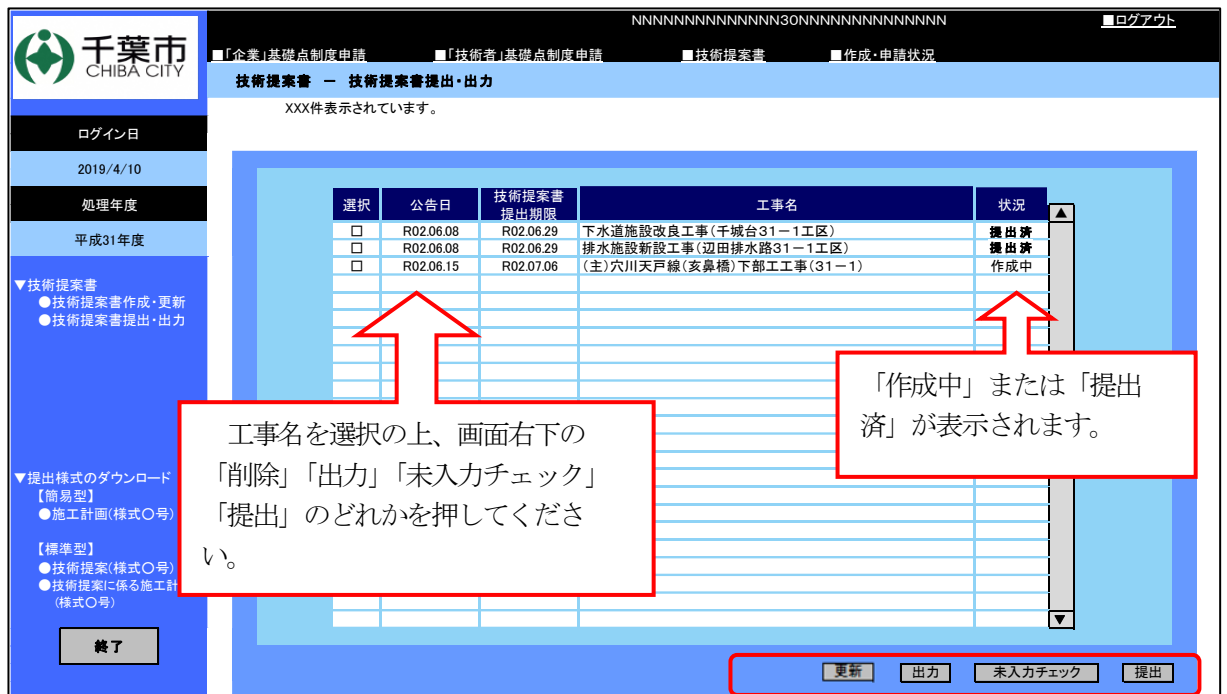 NNNNNNNNNNNNNN30NNNNNNNNNNNNNN
■ログアウト
千葉市
CHIBA CITY
■「企業」基礎点制度申請 ■「技術者」基礎点制度申請 ■技術提案書 ■作成・申請状況
技術提案書 － 技術提案書提出・出力
XXX件表示されています。
ログイン日
2019/4/10
処理年度
平成31年度
▼技術提案書
●技術提案書作成・更新
●技術提案書提出・出力
▼提出様式のダウンロード
【簡易型】
●施工計画(様式〇号)
【標準型】
●技術提案(様式〇号)
●技術提案に係る施工計
(様式〇号)
終了
選択 公告日 技術提案書 工事名 状況
提出期限
□ R02.06.08 R02.06.29 下水道施設改良工事(千城台31－1工区) 提出済
□ R02.06.08 R02.06.29 排水施設新設工事(辺田排水路31－1工区) 提出済
□ R02.06.15 R02.07.06 (主)穴川天戸線(亥鼻橋)下部工工事(31－1) 作成中
▲
工事名を選択の上、画面右下の
「削除」「出力」「未入力チェック」
「提出」のどれかを押してくださ
い。
「作成中」または「提出
済」が表示されます。
▼
更新 出力 未入力チェック 提出